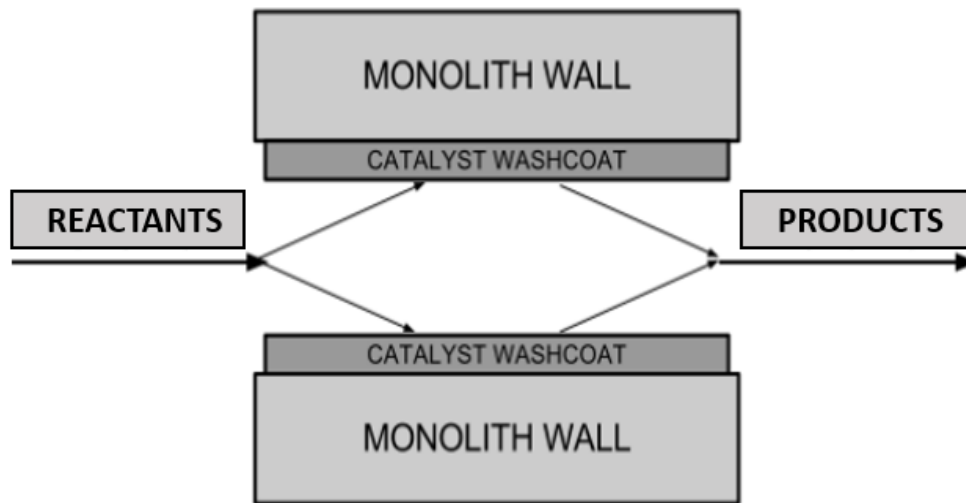 MONOLITH WALL
CATALYST WASHCOAT
REACTANTS
PRODUCTS
CATALYST WASHCOAT
MONOLITH WALL